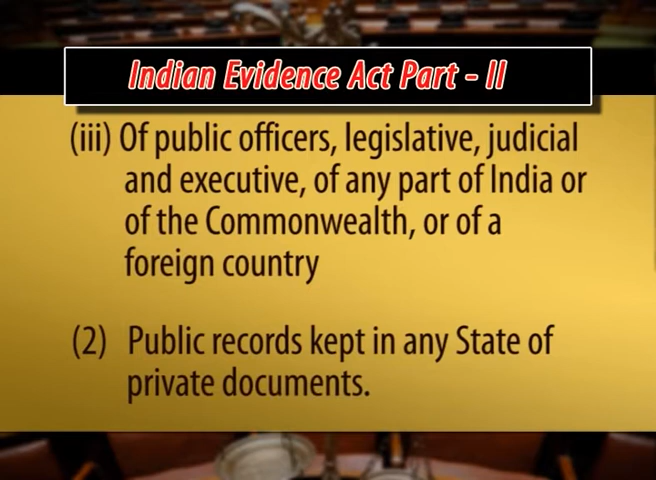 Indian Evidence Act Part - II
(iii) Of public officers, legislative, judicial
and executive, of any part of India or
of the Commonwealth, or of a
foreign country
(2) Public records kept in any State of
private documents.